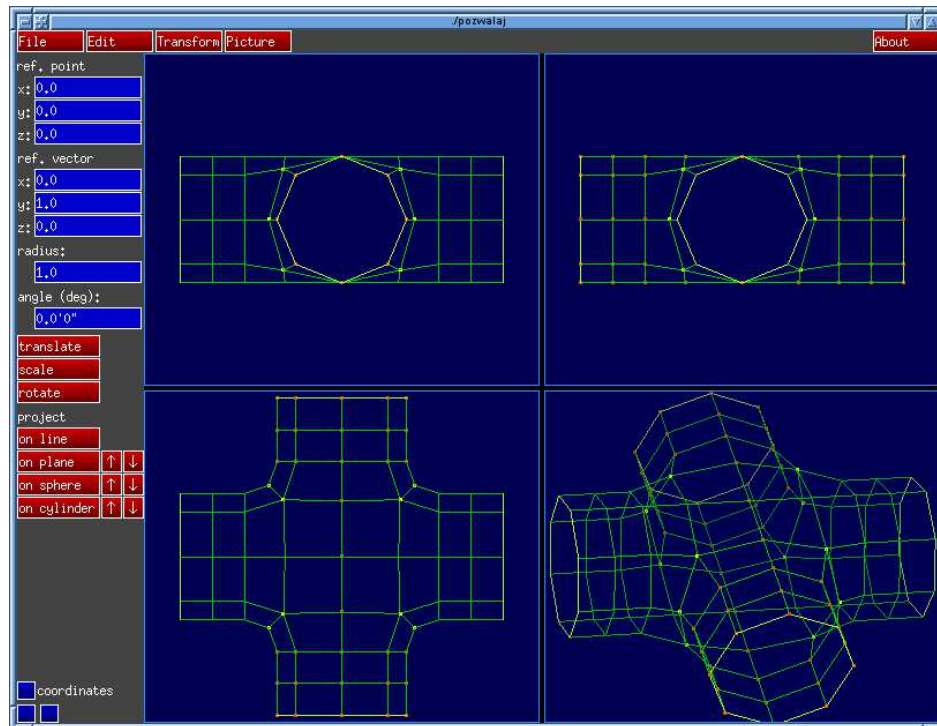 ./pozwalaj
File Edit Transform Picture About
ref. point
x: 0.0
y: 0.0
z: 0.0
ref. vector
x: 0.0
y: 1.0
z: 0.0
radius:
1.0
angle (deg):
0.0'0"
translate
scale
rotate
project
on line
on plane ↑ ↓
on sphere ↑ ↓
on cylinder ↑ ↓
coordinates